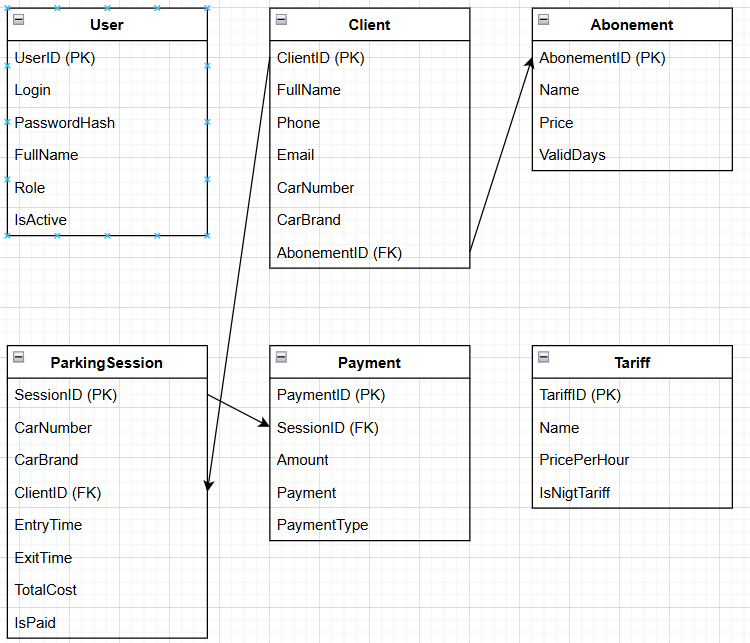 User
UserID (PK)
Login
PasswordHash
FullName
Role
IsActive
Client
ClientID (PK)
FullName
Phone
Email
CarNumber
CarBrand
AbonementID (FK)
Abonement
AbonementID (PK)
Name
Price
ValidDays
ParkingSession
SessionID (PK)
CarNumber
CarBrand
ClientID (FK)
EntryTime
ExitTime
TotalCost
IsPaid
Payment
PaymentID (PK)
SessionID (FK)
Amount
Payment
PaymentType
Tariff
TariffID (PK)
Name
PricePerHour
IsNigtTariff